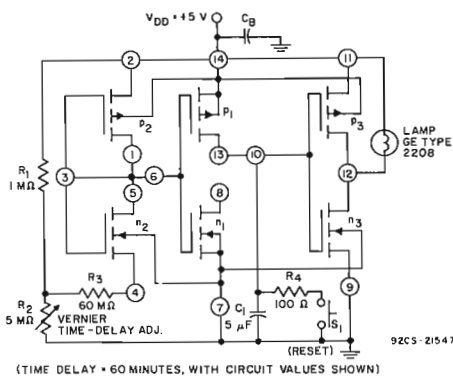 V_DD = +5 V
C_B
2
14
11
p2
p1
p3
LAMP
GE TYPE
2208
R1
1 MΩ
1
13
10
12
3
6
5
8
n2
n1
n3
R3
60 MΩ
4
7
9
R4
100 Ω
R2
5 MΩ
VERNIER
TIME-DELAY ADJ.
C1
5 µF
S1
(RESET)
92CS-21547
(TIME DELAY = 60 MINUTES, WITH CIRCUIT VALUES SHOWN)